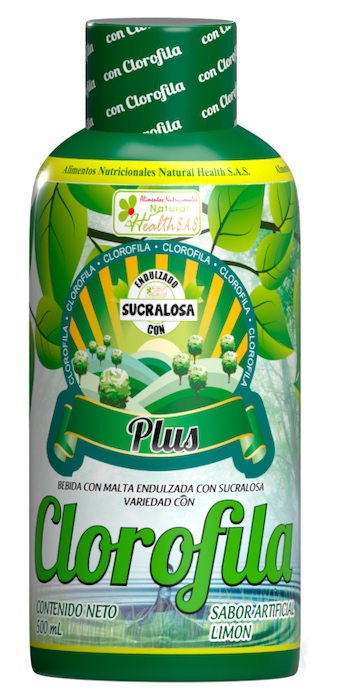 con Clorofila
con Clorofila
con Clorofila
con Clorofila
Alimentos Nutricionales Natural Health S.A.S.
Alimentos Nutricionales
Natural
Health S.A.S
CLOROFILA • CLOROFILA • CLOROFILA • CLOROFILA • CLOROFILA • CLOROFILA
ENDULZADO
SUCRALOSA
CON
Plus
BEBIDA CON MALTA ENDULZADA CON SUCRALOSA
VARIEDAD CON
Clorofila
CONTENIDO NETO
500 mL
SABOR ARTIFICIAL
LIMON